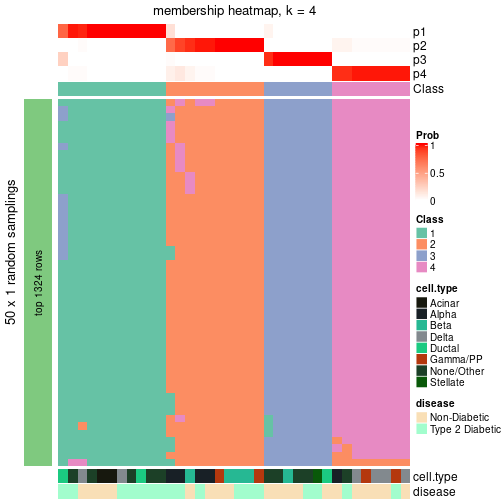 membership heatmap, k = 4
p1
p2
p3
p4
Class
50 x 1 random samplings
top 1324 rows
Prob
1
0.5
0
Class
1
2
3
4
cell.type
Acinar
Alpha
Beta
Delta
Ductal
Gamma/PP
None/Other
Stellate
disease
Non-Diabetic
Type 2 Diabetic
cell.type
disease